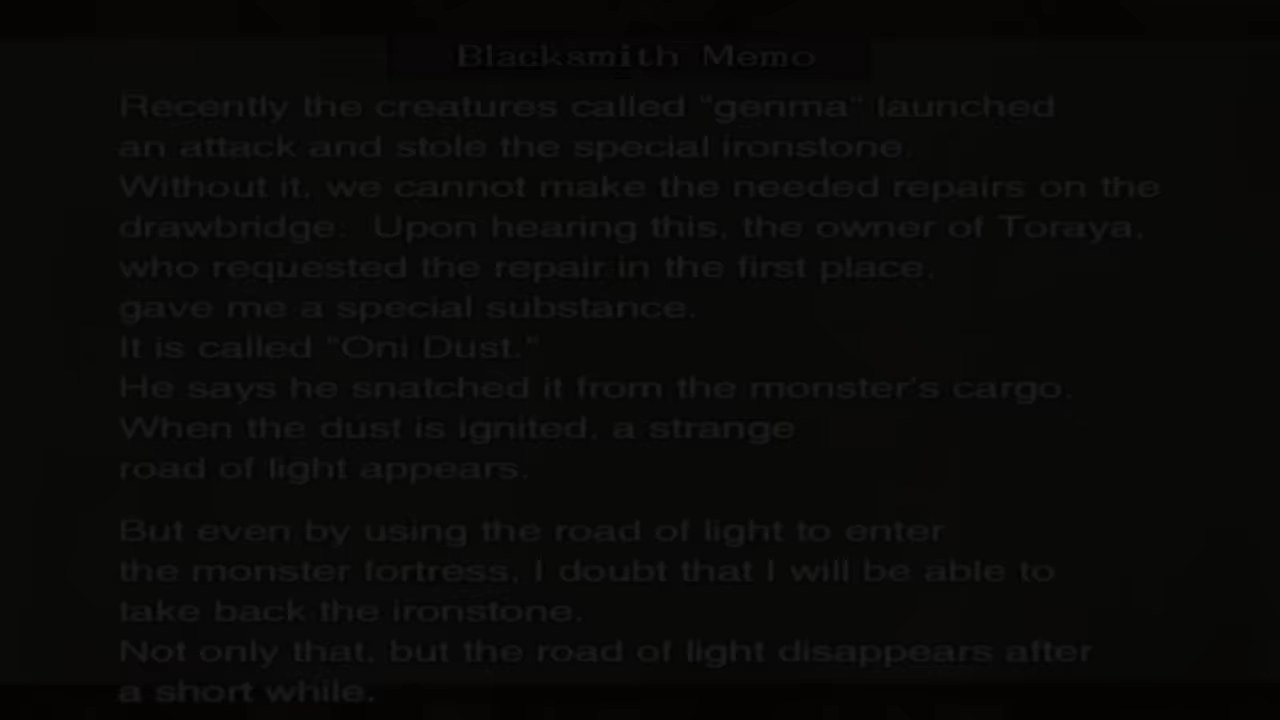 Blacksmith Memo
Recently the creatures called "genma" launched
an attack and stole the special ironstone.
Without it, we cannot make the needed repairs on the
drawbridge. Upon hearing this, the owner of Toraya,
who requested the repair in the first place,
gave me a special substance.
It is called "Oni Dust."
He says he snatched it from the monster's cargo.
When the dust is ignited, a strange
road of light appears.
But even by using the road of light to enter
the monster fortress, I doubt that I will be able to
take back the ironstone.
Not only that, but the road of light disappears after
a short while.